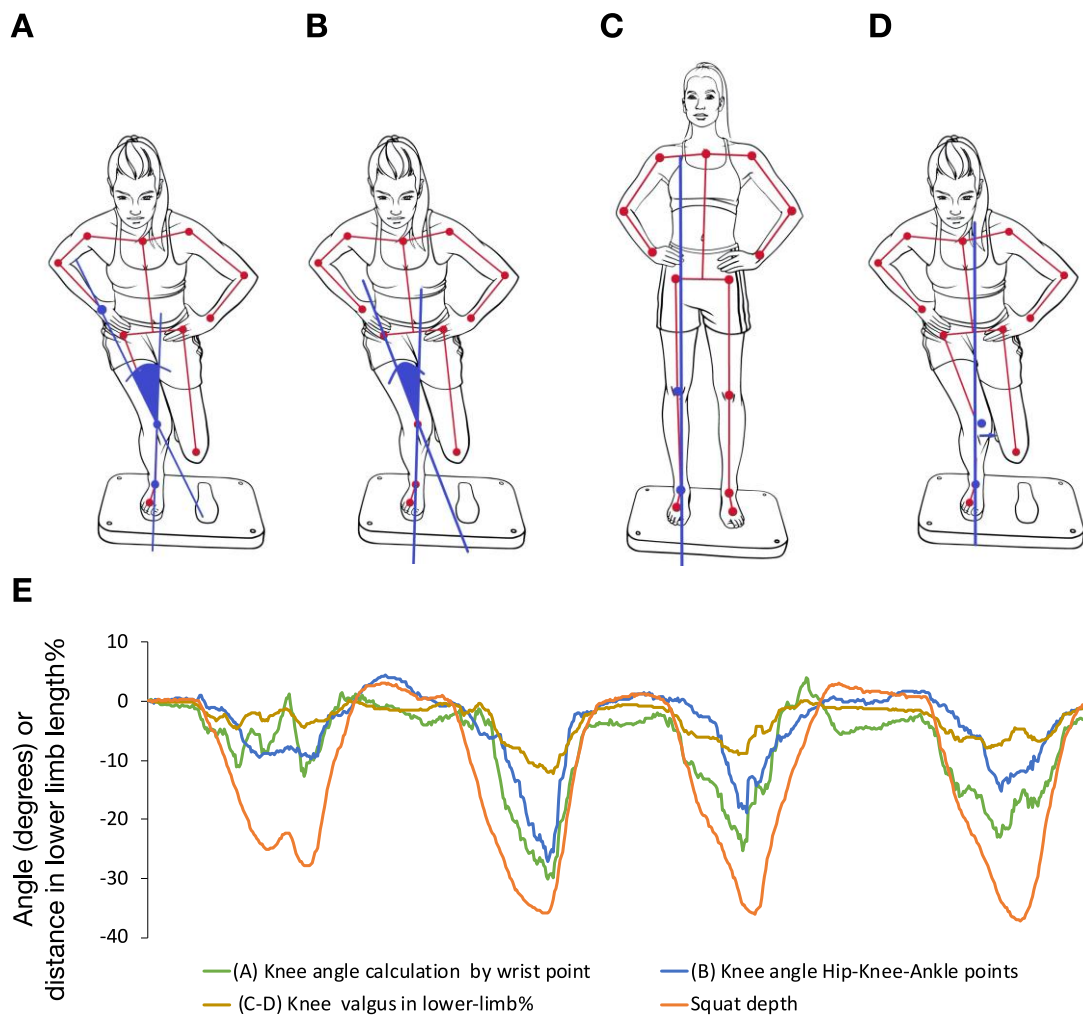 A
B
C
D
E
Angle (degrees) or
distance in lower limb length%
10
0
-10
-20
-30
-40
(A) Knee angle calculation by wrist point
(B) Knee angle Hip-Knee-Ankle points
(C-D) Knee valgus in lower-limb%
Squat depth